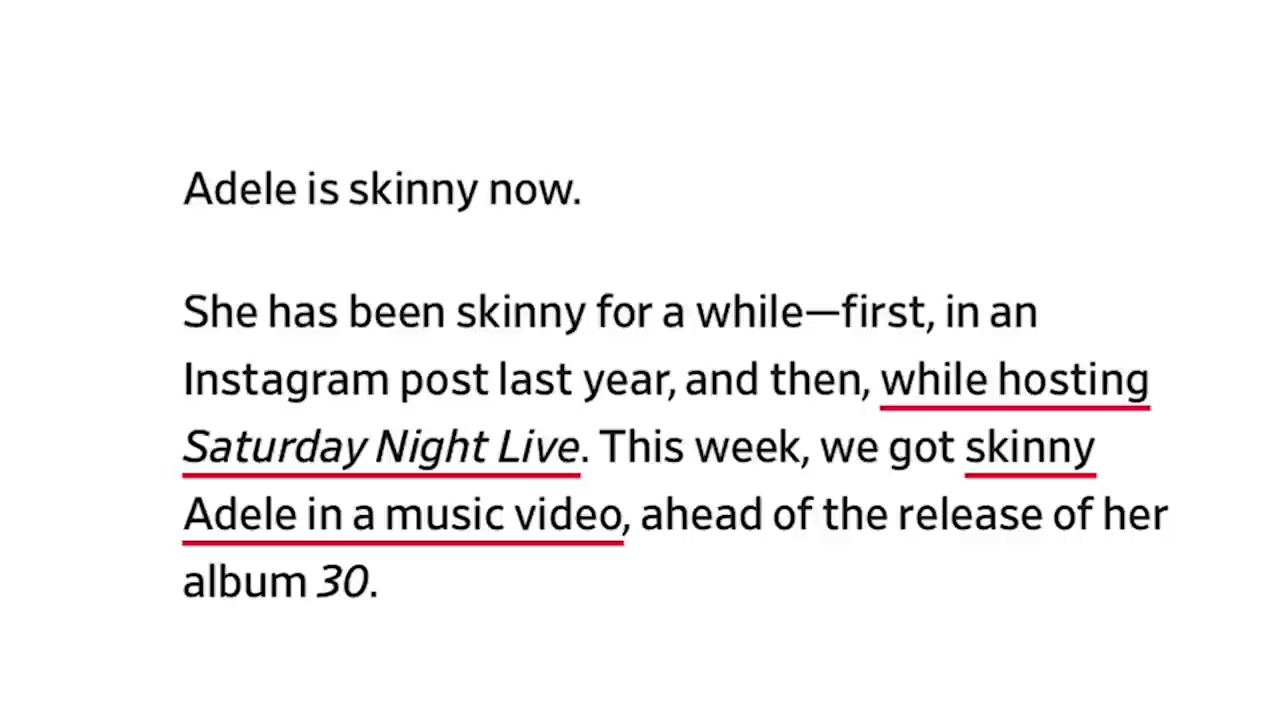 Adele is skinny now.
She has been skinny for a while—first, in an
Instagram post last year, and then, while hosting
Saturday Night Live. This week, we got skinny
Adele in a music video, ahead of the release of her
album 30.